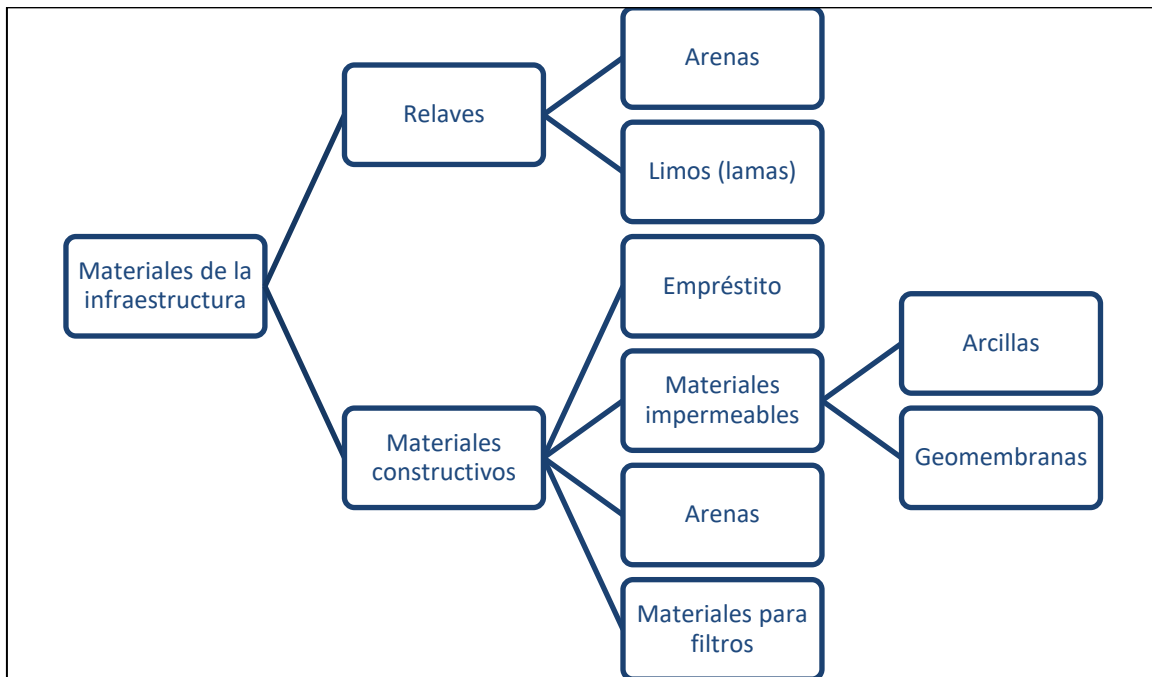 Materiales de la
infraestructura
Relaves
Arenas
Limos (lamas)
Materiales
constructivos
Empréstito
Materiales
impermeables
Arcillas
Geomembranas
Arenas
Materiales para
filtros